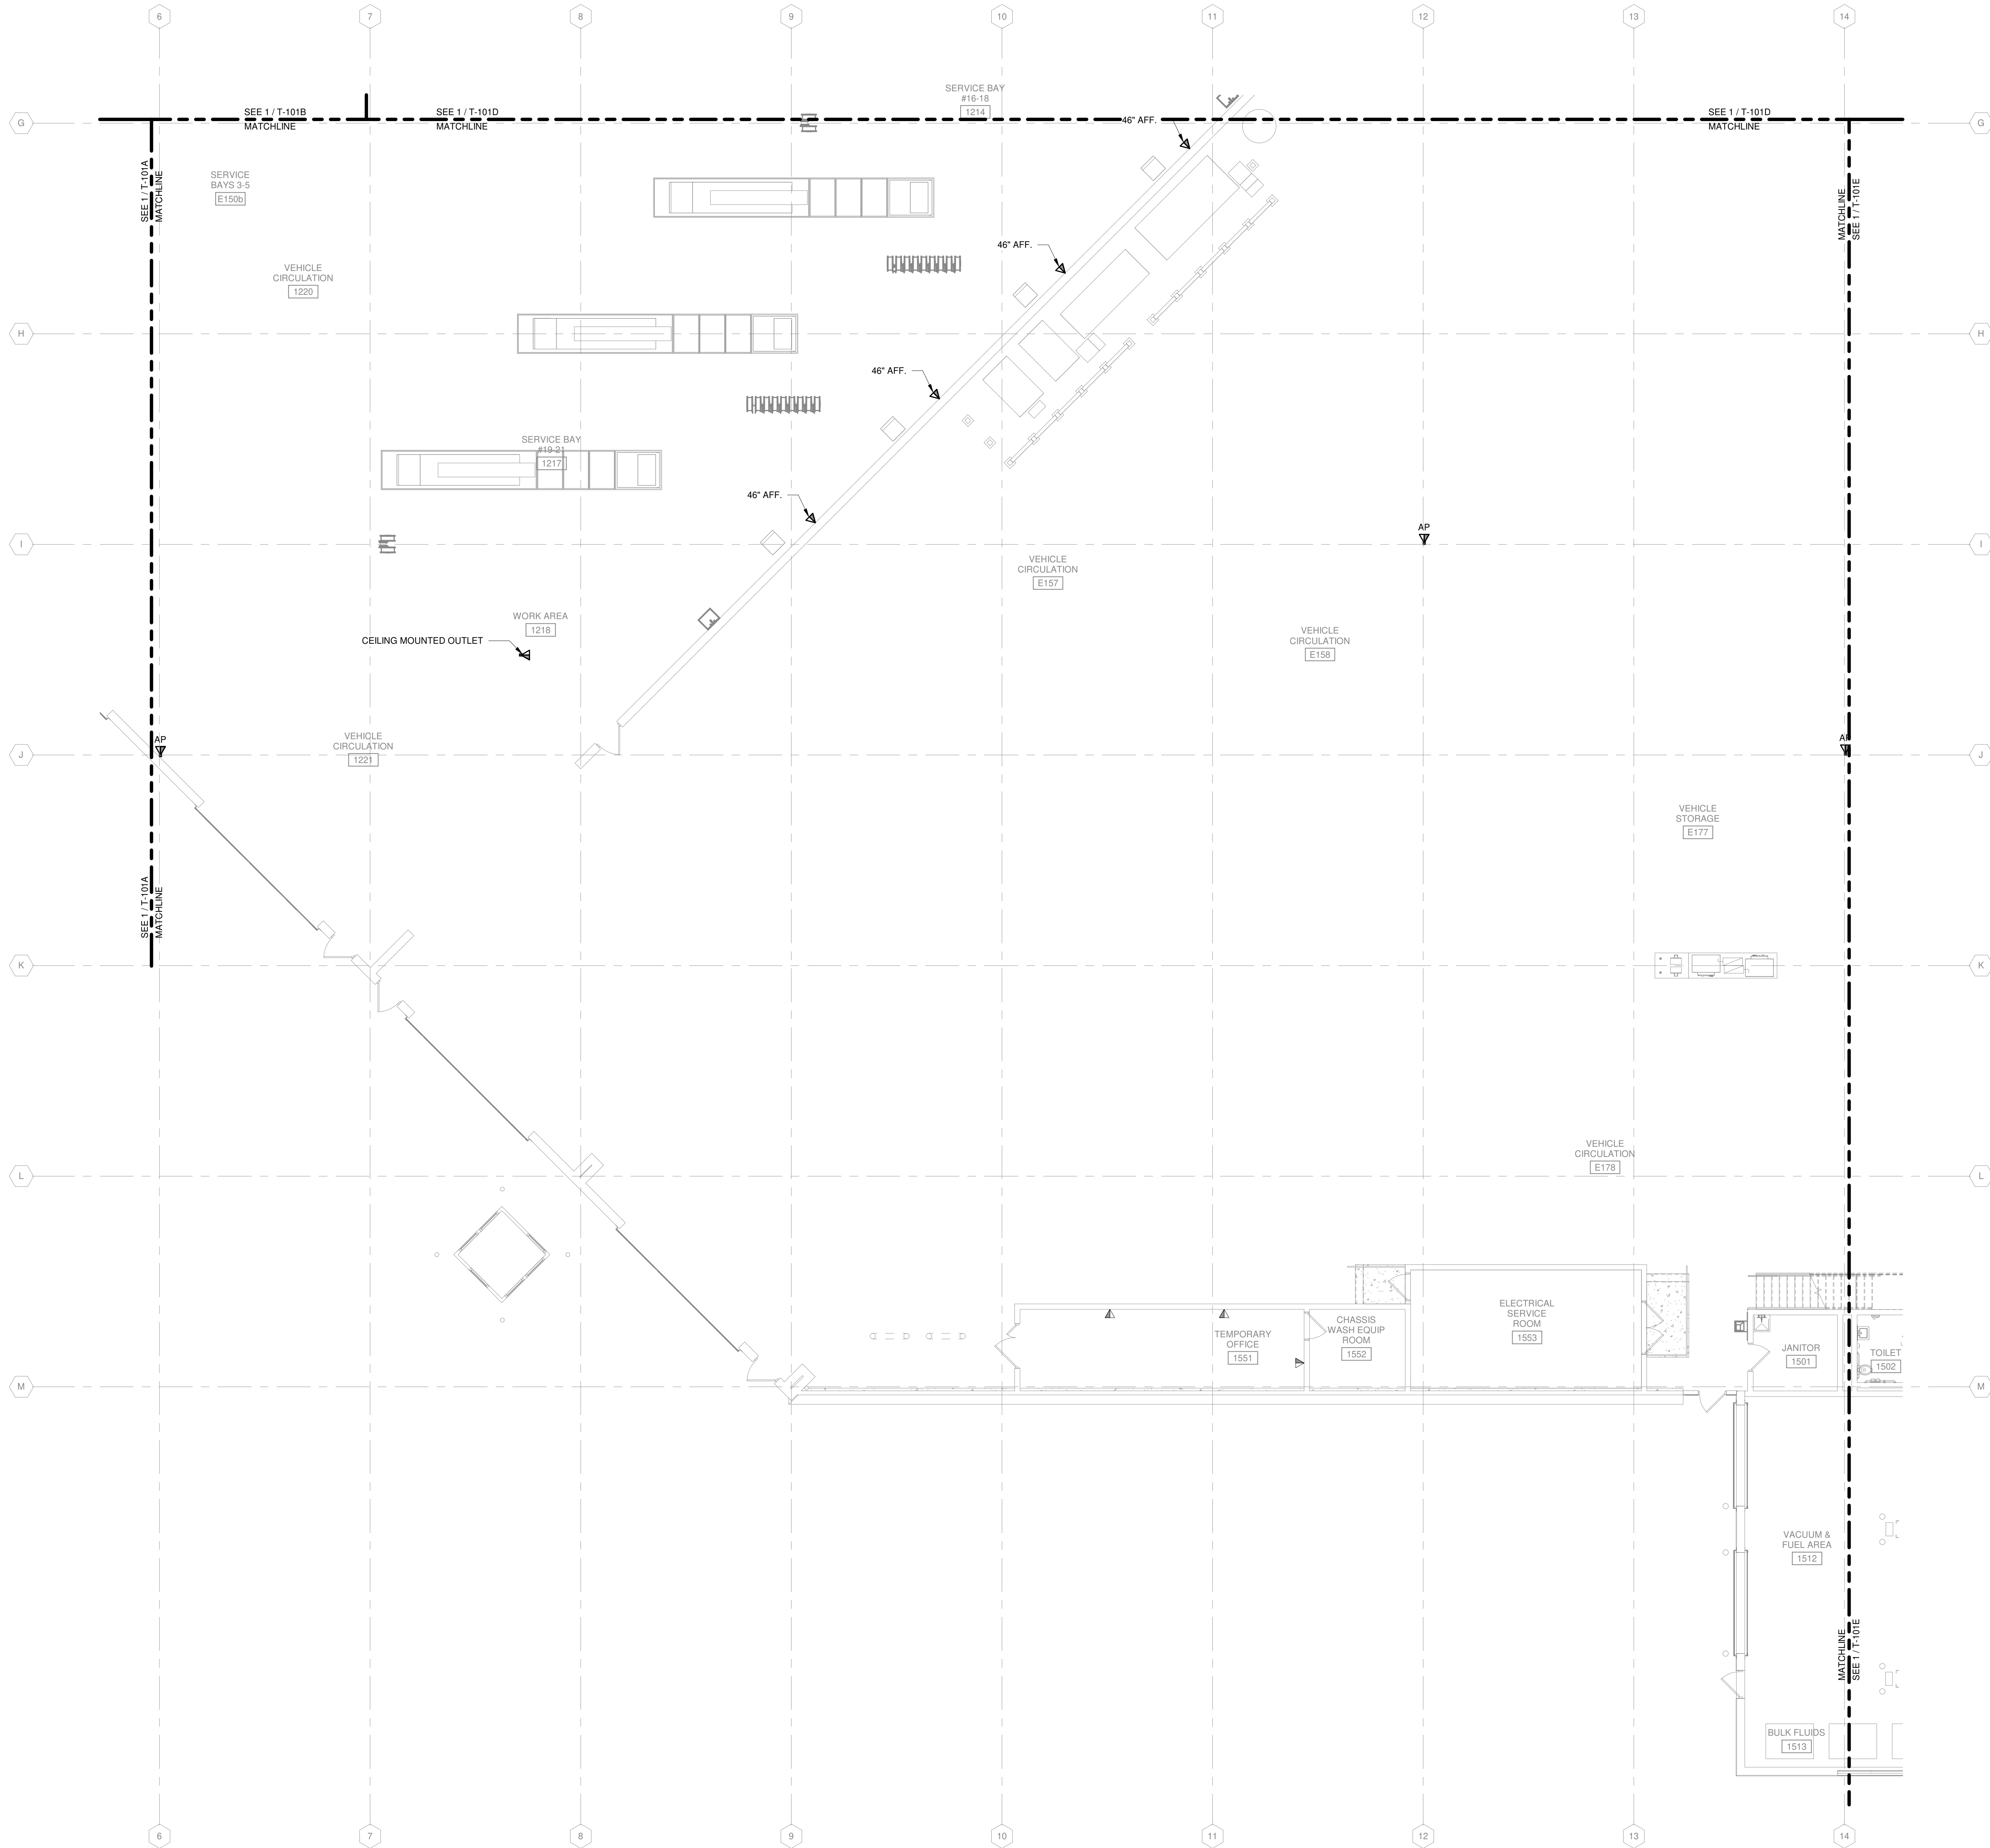 6 7 8 9 10 11 12 13 14
SERVICE BAY
#16-18
1214
SEE 1 / T-101B
MATCHLINE
SEE 1 / T-101D
MATCHLINE
46" AFF.
SEE 1 / T-101D
MATCHLINE
G
G
SEE 1 / T-101A
MATCHLINE
SERVICE
BAYS 3-5
E150b
MATCHLINE
SEE 1 / T-101E
46" AFF.
VEHICLE
CIRCULATION
1220
H
H
46" AFF.
SERVICE BAY
#19-21
1217
46" AFF.
AP
I
I
VEHICLE
CIRCULATION
E157
WORK AREA
1218
CEILING MOUNTED OUTLET
VEHICLE
CIRCULATION
E158
AP
VEHICLE
CIRCULATION
1221
AP
J
J
VEHICLE
STORAGE
E177
SEE 1 / T-101A
MATCHLINE
K
K
VEHICLE
CIRCULATION
E178
L
L
TEMPORARY
OFFICE
1551
CHASSIS
WASH EQUIP
ROOM
1552
ELECTRICAL
SERVICE
ROOM
1553
JANITOR
1501
TOILET
1502
M
M
VACUUM &
FUEL AREA
1512
MATCHLINE
SEE 1 / T-101E
BULK FLUIDS
1513
6 7 8 9 10 11 12 13 14